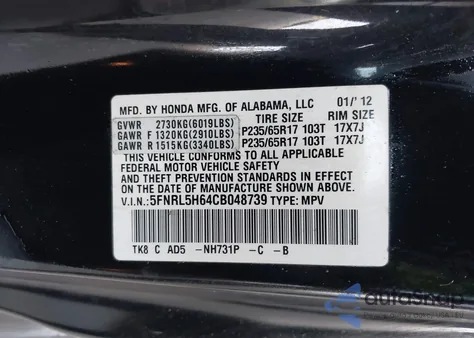 MFD. BY HONDA MFG. OF ALABAMA, LLC 01/'12
GVWR 2730KG(6019LBS) TIRE SIZE RIM SIZE
GAWR F 1320KG(2910LBS) P235/65R17 103T 17X7J
GAWR R 1515KG(3340LBS) P235/65R17 103T 17X7J
THIS VEHICLE CONFORMS TO ALL APPLICABLE
FEDERAL MOTOR VEHICLE SAFETY
AND THEFT PREVENTION STANDARDS IN EFFECT ON THE
DATE OF MANUFACTURE SHOWN ABOVE.
V.I.N.: 5FNRL5H64CB048739 TYPE: MPV
TK8 C AD5 -NH731P -C -B
autoSnap